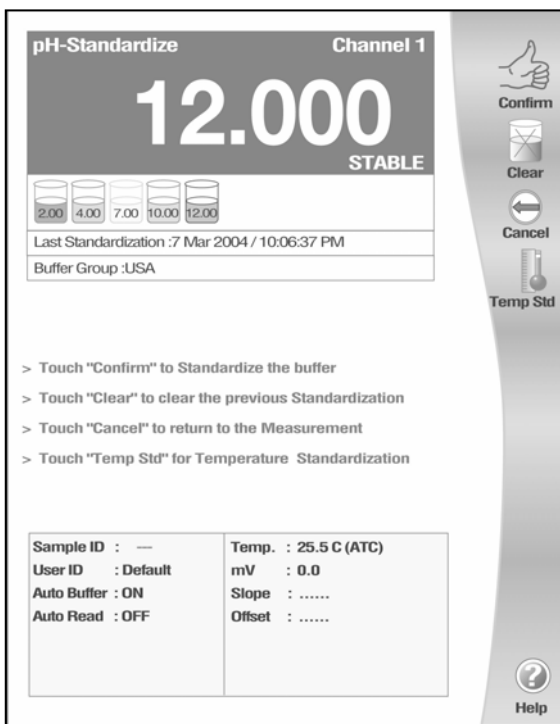 pH-Standardize Channel 1
12.000
STABLE
2.00 4.00 7.00 10.00 12.00
Last Standardization :7 Mar 2004 / 10:06:37 PM
Buffer Group :USA
Confirm
Clear
Cancel
Temp Std
> Touch "Confirm" to Standardize the buffer
> Touch "Clear" to clear the previous Standardization
> Touch "Cancel" to return to the Measurement
> Touch "Temp Std" for Temperature Standardization
Sample ID : ---
User ID : Default
Auto Buffer : ON
Auto Read : OFF
Temp. : 25.5 C (ATC)
mV : 0.0
Slope : ......
Offset : ......
?
Help